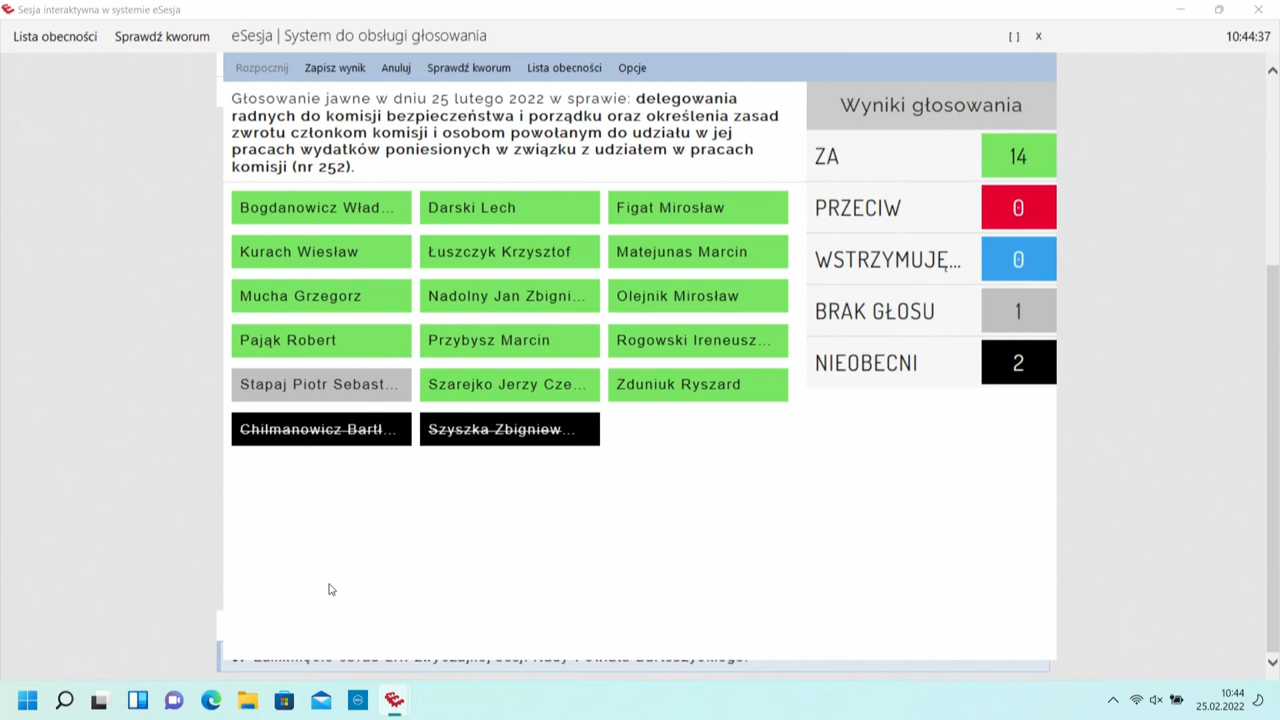 Sesja interaktywna w systemie eSesja
Lista obecności Sprawdź kworum eSesja | System do obsługi głosowania [ ] x 10:44:37
Rozpocznij Zapisz wynik Anuluj Sprawdź kworum Lista obecności Opcje
Głosowanie jawne w dniu 25 lutego 2022 w sprawie: delegowania
radnych do komisji bezpieczeństwa i porządku oraz określenia zasad
zwrotu członkom komisji i osobom powołanym do udziału w jej
pracach wydatków poniesionych w związku z udziałem w pracach
komisji (nr 252).
Wyniki głosowania
ZA 14
PRZECIW 0
WSTRZYMUJĘ... 0
BRAK GŁOSU 1
NIEOBECNI 2
Bogdanowicz Wład... Darski Lech Figat Mirosław
Kurach Wiesław Łuszczyk Krzysztof Matejunas Marcin
Mucha Grzegorz Nadolny Jan Zbigni... Olejnik Mirosław
Pająk Robert Przybysz Marcin Rogowski Ireneusz...
Stapaj Piotr Sebast... Szarejko Jerzy Cze... Zduniuk Ryszard
Chilmanowicz Bartł... Szyszka Zbigniew...
10:44
25.02.2022